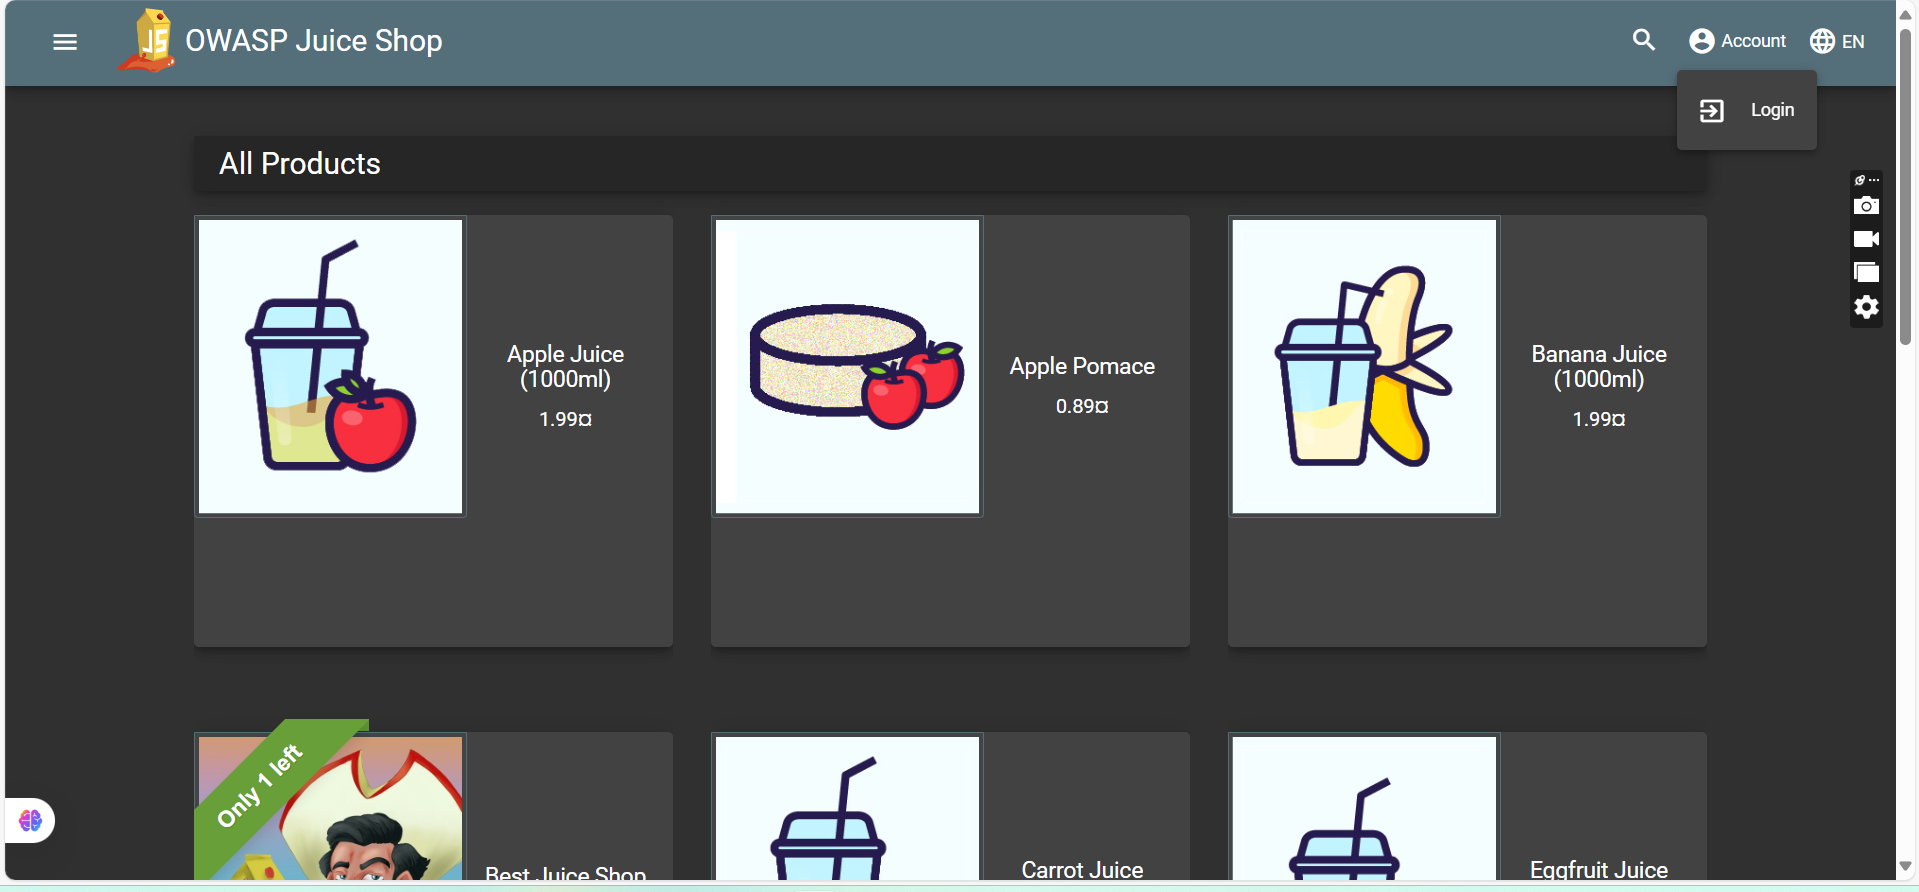 JS
OWASP Juice Shop
Account
EN
Login
All Products
Apple Juice
(1000ml)
1.99¤
Apple Pomace
0.89¤
Banana Juice
(1000ml)
1.99¤
Only 1 left
Best Juice Shop
Carrot Juice
Eggfruit Juice